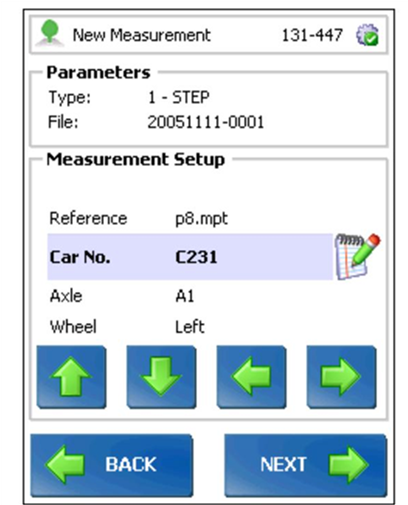 New Measurement 131-447
Parameters
Type: 1 - STEP
File: 20051111-0001
Measurement Setup
Reference p8.mpt
Car No. C231
Axle A1
Wheel Left
BACK NEXT